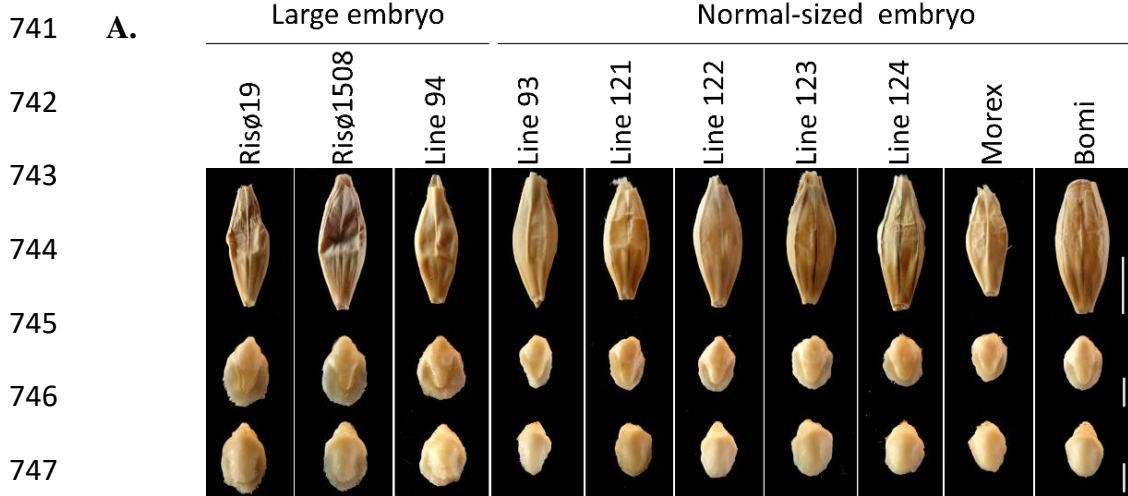 741
A.
Large embryo
Normal-sized embryo
Risø19
Risø1508
Line 94
Line 93
Line 121
Line 122
Line 123
Line 124
Morex
Bomi
742
743
744
745
746
747